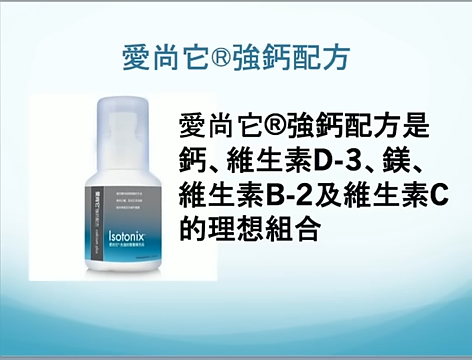 愛尚它®強鈣配方
愛尚它®強鈣配方是
鈣、維生素D-3、鎂、
維生素B-2及維生素C
的理想組合
Isotonix®